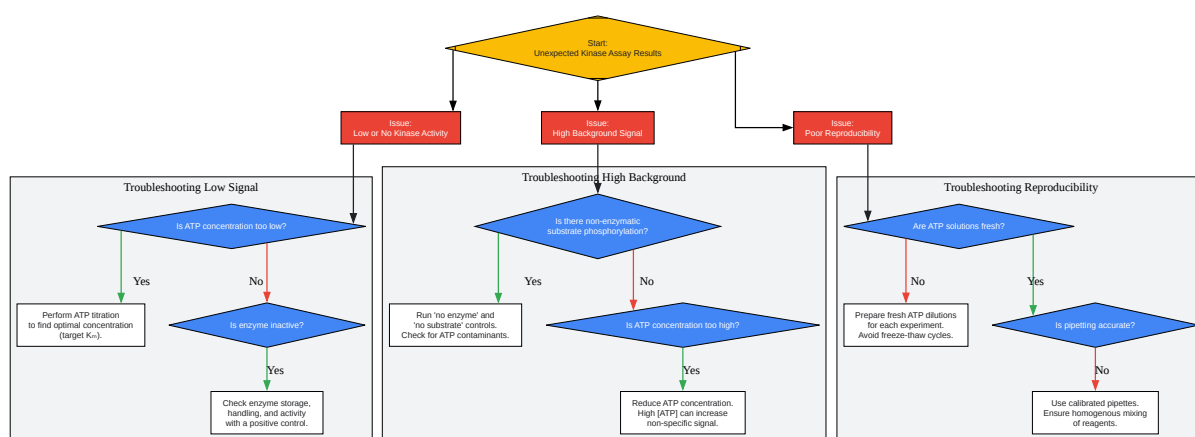 Start:
Unexpected Kinase Assay Results
Issue:
Low or No Kinase Activity
Issue:
High Background Signal
Issue:
Poor Reproducibility
Troubleshooting Low Signal
Is ATP concentration too low?
Yes
No
Perform ATP titration
to find optimal concentration
(target Kₘ).
Is enzyme inactive?
Yes
Check enzyme storage,
handling, and activity
with a positive control.
Troubleshooting High Background
Is there non-enzymatic
substrate phosphorylation?
Yes
No
Run 'no enzyme' and
'no substrate' controls.
Check for ATP contaminants.
Is ATP concentration too high?
Yes
Reduce ATP concentration.
High [ATP] can increase
non-specific signal.
Troubleshooting Reproducibility
Are ATP solutions fresh?
No
Yes
Prepare fresh ATP dilutions
for each experiment.
Avoid freeze-thaw cycles.
Is pipetting accurate?
No
Use calibrated pipettes.
Ensure homogenous mixing
of reagents.